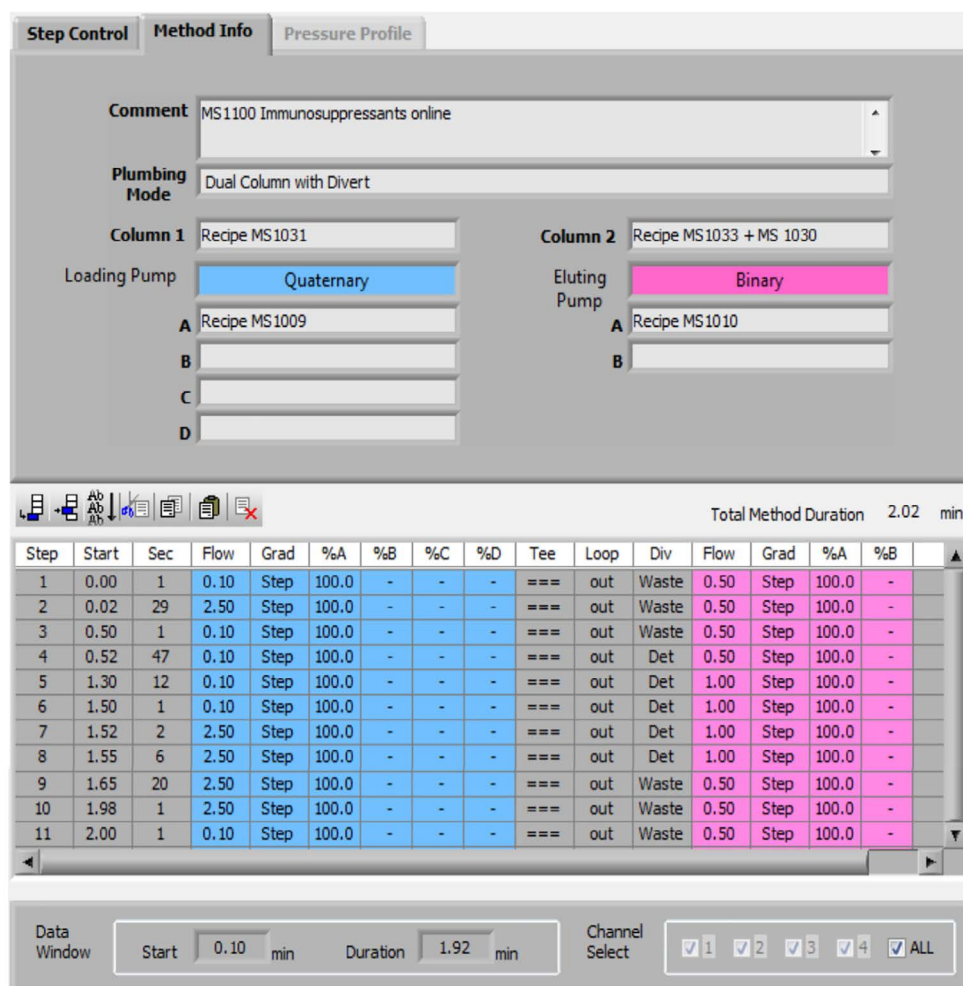 Step Control Method Info Pressure Profile
Comment MS1100 Immunosuppressants online
Plumbing Mode Dual Column with Divert
Column 1 Recipe MS1031 Column 2 Recipe MS1033 + MS 1030
Loading Pump Quaternary Eluting Pump Binary
A Recipe MS1009 A Recipe MS1010
B B
C
D
Total Method Duration 2.02 min
Step Start Sec Flow Grad %A %B %C %D Tee Loop Div Flow Grad %A %B
1 0.00 1 0.10 Step 100.0 - - - === out Waste 0.50 Step 100.0 -
2 0.02 29 2.50 Step 100.0 - - - === out Waste 0.50 Step 100.0 -
3 0.50 1 0.10 Step 100.0 - - - === out Waste 0.50 Step 100.0 -
4 0.52 47 0.10 Step 100.0 - - - === out Det 0.50 Step 100.0 -
5 1.30 12 0.10 Step 100.0 - - - === out Det 1.00 Step 100.0 -
6 1.50 1 0.10 Step 100.0 - - - === out Det 1.00 Step 100.0 -
7 1.52 2 2.50 Step 100.0 - - - === out Det 1.00 Step 100.0 -
8 1.55 6 2.50 Step 100.0 - - - === out Det 1.00 Step 100.0 -
9 1.65 20 2.50 Step 100.0 - - - === out Waste 0.50 Step 100.0 -
10 1.98 1 2.50 Step 100.0 - - - === out Waste 0.50 Step 100.0 -
11 2.00 1 0.10 Step 100.0 - - - === out Waste 0.50 Step 100.0 -
Data Window Start 0.10 min Duration 1.92 min Channel Select 1 2 3 4 ALL